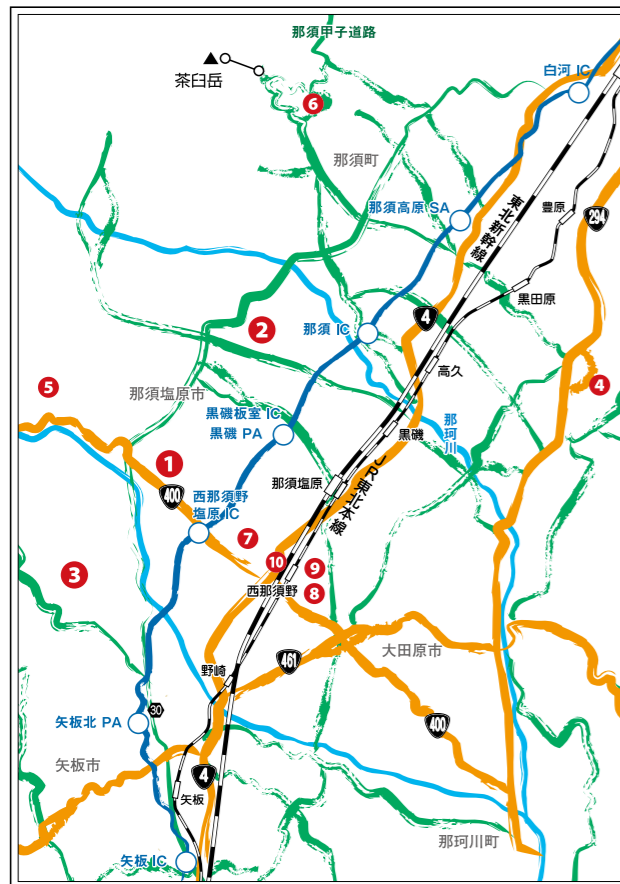 那須甲子道路
茶臼岳
白河 IC
6
那須町
那須高原 SA
豊原
294
東北新幹線
黒田原
4
2
那須 IC
高久
4
5
那須塩原市
黒磯板室 IC
黒磯 PA
黒磯
那珂川
1
400
那須塩原
JR東北本線
西那須野
塩原 IC
7
10
9
3
西那須野
8
大田原市
461
野崎
30
矢板北 PA
400
矢板市
4
矢板
那珂川町
矢板 IC